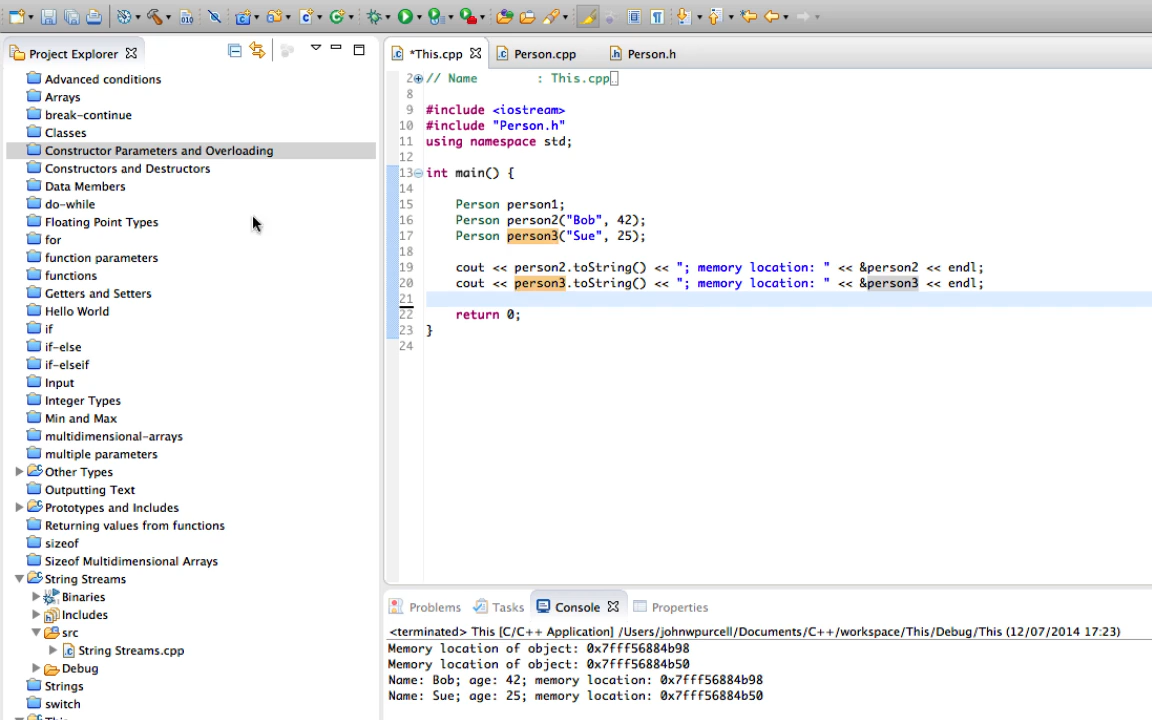 Project Explorer
Advanced conditions
Arrays
break-continue
Classes
Constructor Parameters and Overloading
Constructors and Destructors
Data Members
do-while
Floating Point Types
for
function parameters
functions
Getters and Setters
Hello World
if
if-else
if-elseif
Input
Integer Types
Min and Max
multidimensional-arrays
multiple parameters
Other Types
Outputting Text
Prototypes and Includes
Returning values from functions
sizeof
Sizeof Multidimensional Arrays
String Streams
Binaries
Includes
src
String Streams.cpp
Debug
Strings
switch
This
*This.cpp Person.cpp Person.h
2 // Name : This.cpp
8
9 #include <iostream>
10 #include "Person.h"
11 using namespace std;
12
13 int main() {
14
15 Person person1;
16 Person person2("Bob", 42);
17 Person person3("Sue", 25);
18
19 cout << person2.toString() << "; memory location: " << &person2 << endl;
20 cout << person3.toString() << "; memory location: " << &person3 << endl;
21
22 return 0;
23 }
24
Problems Tasks Console Properties
<terminated> This [C/C++ Application] /Users/johnwpurcell/Documents/C++/workspace/This/Debug/This (12/07/2014 17:23)
Memory location of object: 0x7fff56884b98
Memory location of object: 0x7fff56884b50
Name: Bob; age: 42; memory location: 0x7fff56884b98
Name: Sue; age: 25; memory location: 0x7fff56884b50